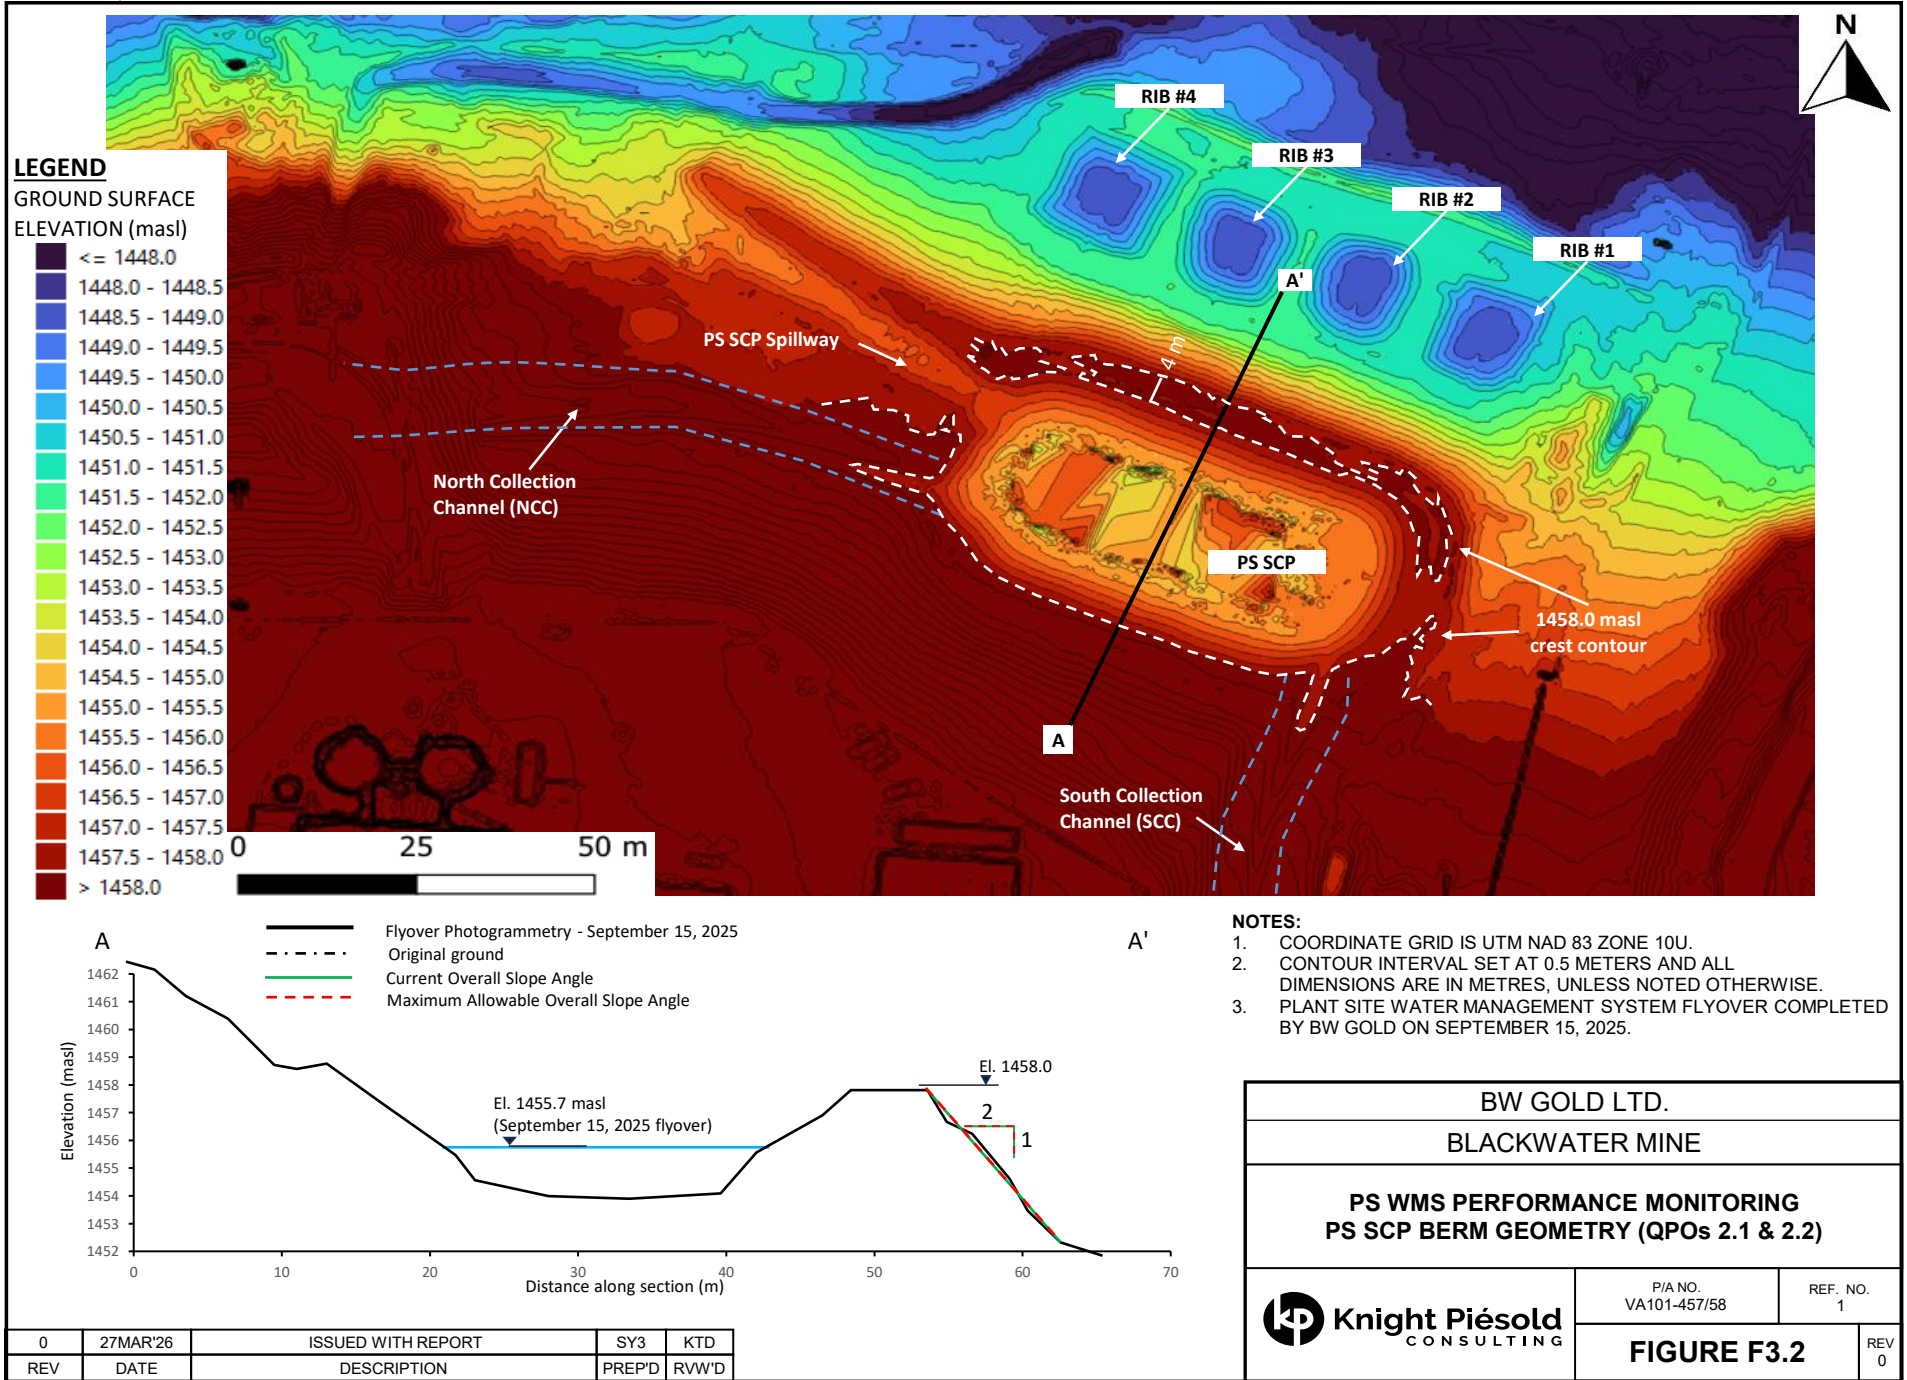 N
RIB #4
RIB #3
RIB #2
RIB #1
A'
4 m
PS SCP Spillway
North Collection
Channel (NCC)
PS SCP
1458.0 masl
crest contour
A
South Collection
Channel (SCC)
LEGEND
GROUND SURFACE
ELEVATION (masl)
<= 1448.0
1448.0 - 1448.5
1448.5 - 1449.0
1449.0 - 1449.5
1449.5 - 1450.0
1450.0 - 1450.5
1450.5 - 1451.0
1451.0 - 1451.5
1451.5 - 1452.0
1452.0 - 1452.5
1452.5 - 1453.0
1453.0 - 1453.5
1453.5 - 1454.0
1454.0 - 1454.5
1454.5 - 1455.0
1455.0 - 1455.5
1455.5 - 1456.0
1456.0 - 1456.5
1456.5 - 1457.0
1457.0 - 1457.5
1457.5 - 1458.0
> 1458.0
0 25 50 m
A
A'
Flyover Photogrammetry - September 15, 2025
Original ground
Current Overall Slope Angle
Maximum Allowable Overall Slope Angle
Elevation (masl)
1462
1461
1460
1459
1458
1457
1456
1455
1454
1453
1452
El. 1455.7 masl
(September 15, 2025 flyover)
El. 1458.0
2
1
0 10 20 30 40 50 60 70
Distance along section (m)
NOTES:
1. COORDINATE GRID IS UTM NAD 83 ZONE 10U.
2. CONTOUR INTERVAL SET AT 0.5 METERS AND ALL
DIMENSIONS ARE IN METRES, UNLESS NOTED OTHERWISE.
3. PLANT SITE WATER MANAGEMENT SYSTEM FLYOVER COMPLETED
BY BW GOLD ON SEPTEMBER 15, 2025.
BW GOLD LTD.
BLACKWATER MINE
PS WMS PERFORMANCE MONITORING
PS SCP BERM GEOMETRY (QPOs 2.1 & 2.2)
kp Knight Piésold
CONSULTING
P/A NO.
VA101-457/58
REF. NO.
1
FIGURE F3.2
REV
0
0 27MAR'26 ISSUED WITH REPORT SY3 KTD
REV DATE DESCRIPTION PREP'D RVW'D